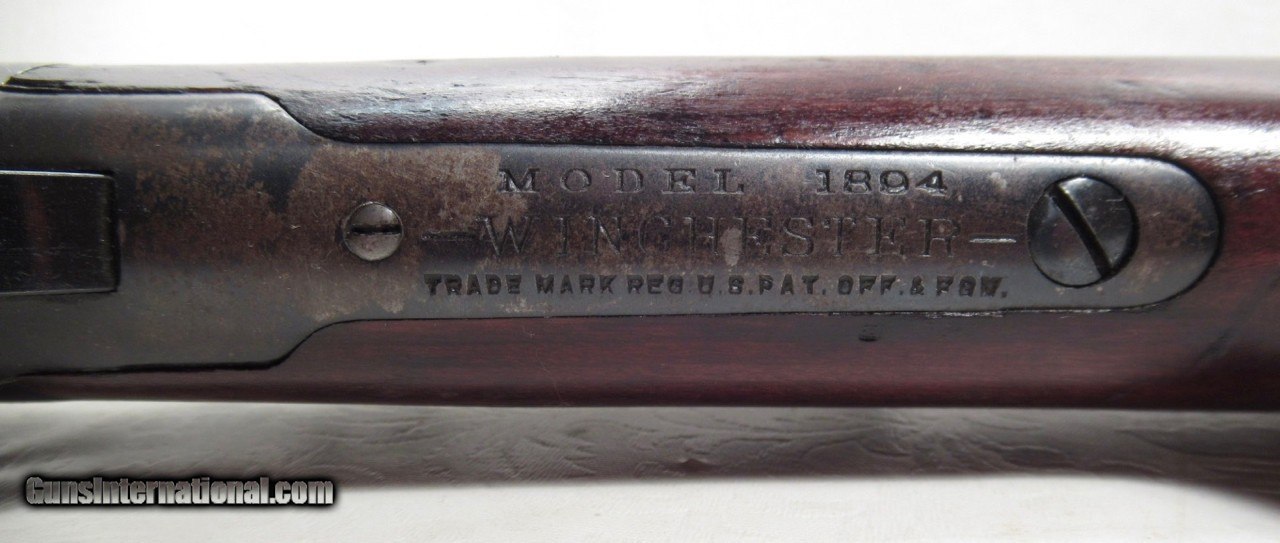 MODEL 1894
—WINCHESTER—
TRADE MARK REG U.S.PAT. OFF. & FGN.
GunsInternational.com